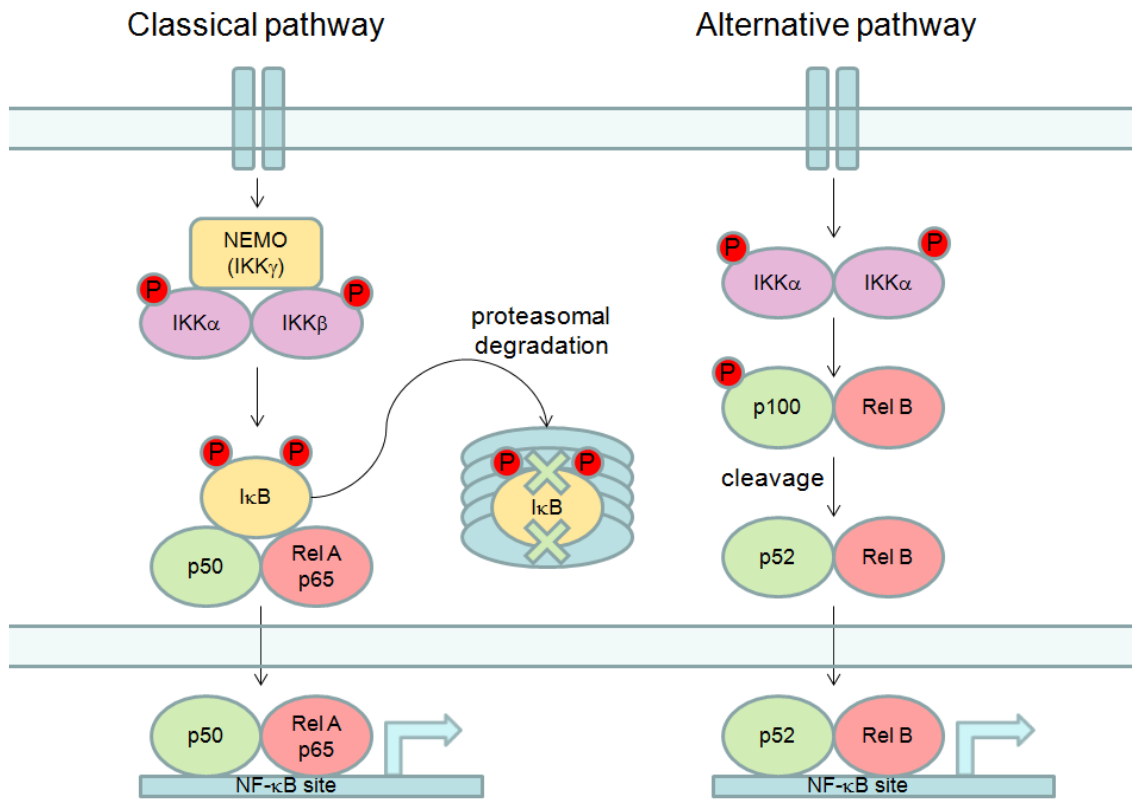 Classical pathway
Alternative pathway
NEMO
(IKKγ)
P
P
IKKα
IKKβ
P
P
IKKα
IKKα
proteasomal
degradation
P
p100
Rel B
P
P
IκB
P
P
IκB
cleavage
p50
Rel A
p65
p52
Rel B
p50
Rel A
p65
NF-κB site
p52
Rel B
NF-κB site